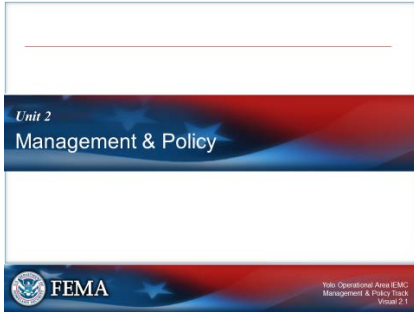 Unit 2
Management & Policy
FEMA
Yolo Operational Area IEMC
Management & Policy Track
Visual 2.1